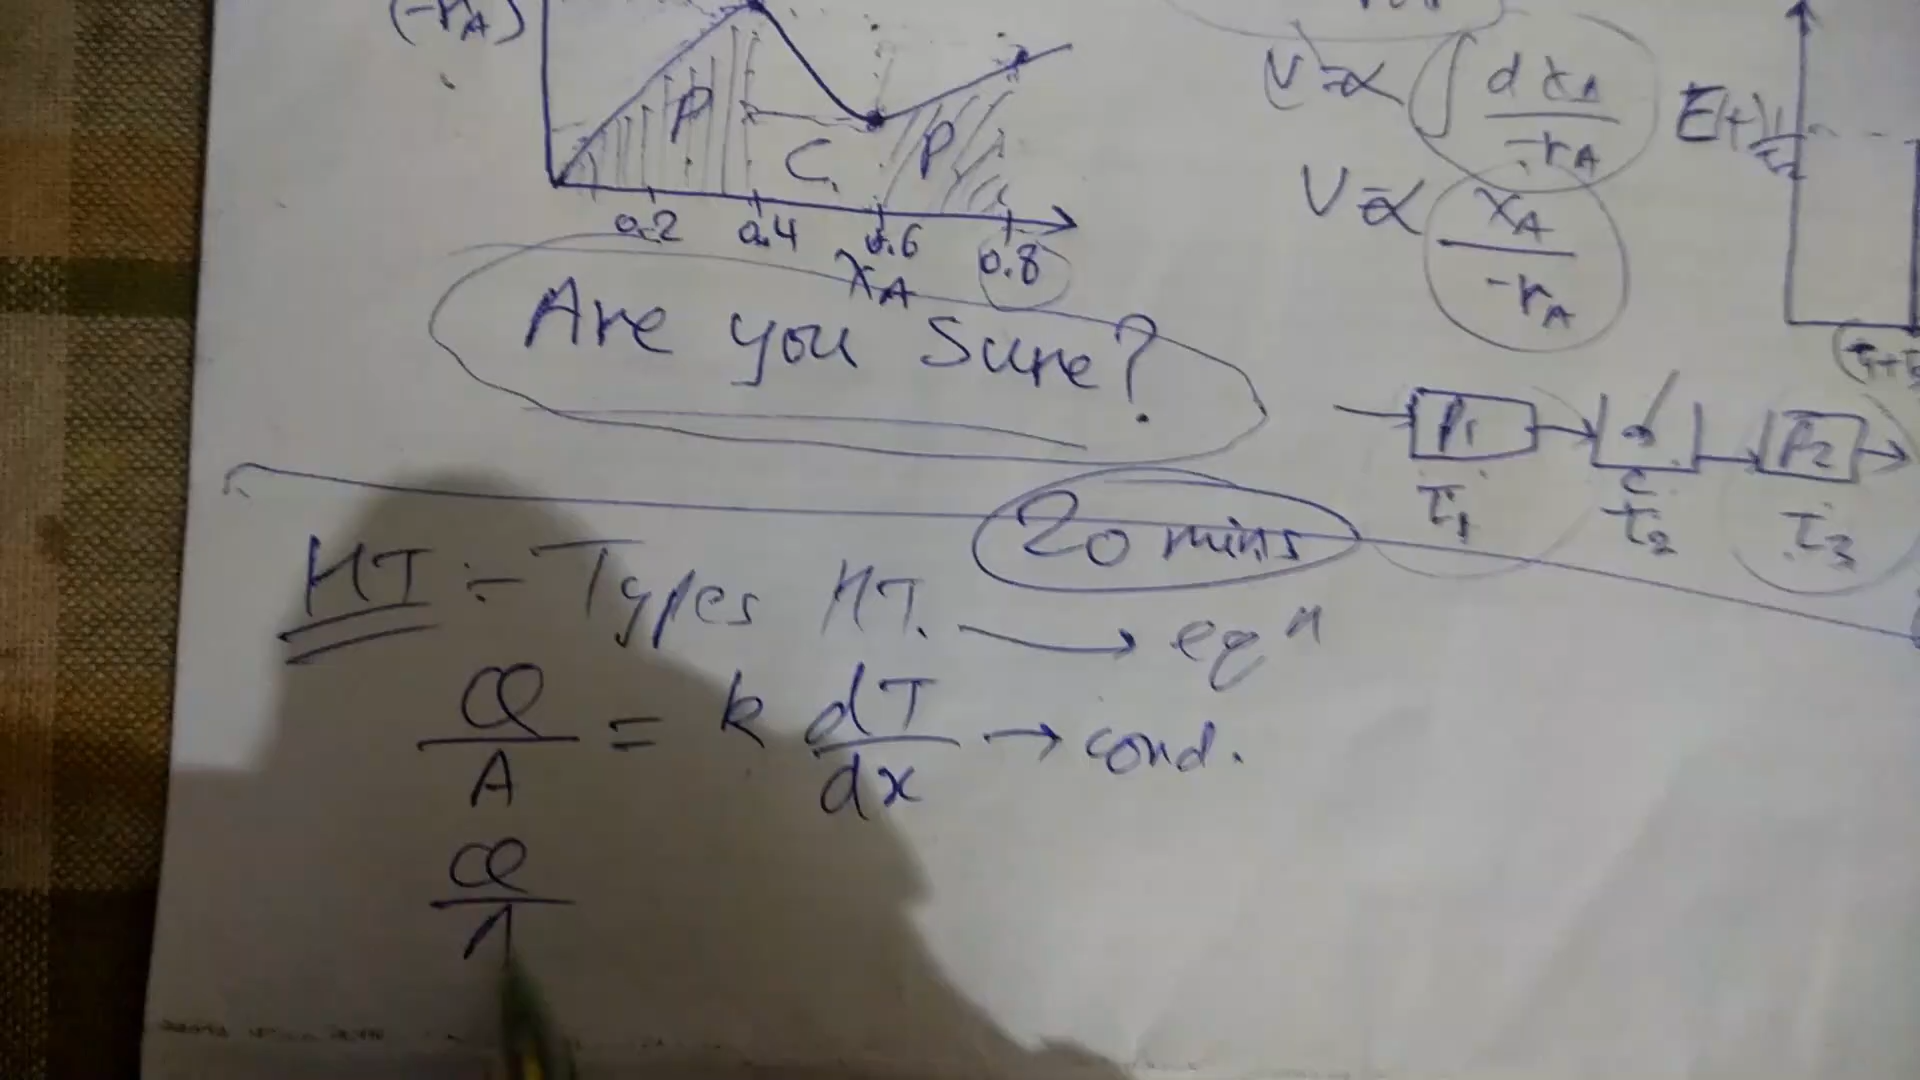 (-rA)
P
C
P
0.2 0.4 0.6 0.8
XA
Are you Sure?
V = α ∫ dXA / -rA
V = α XA / -rA
E(t)
P1 C P2
τ1 τ2 τ3
20 mins
HT - Types HT. → eqn
Q/A = k dT/dx → cond.
Q/A